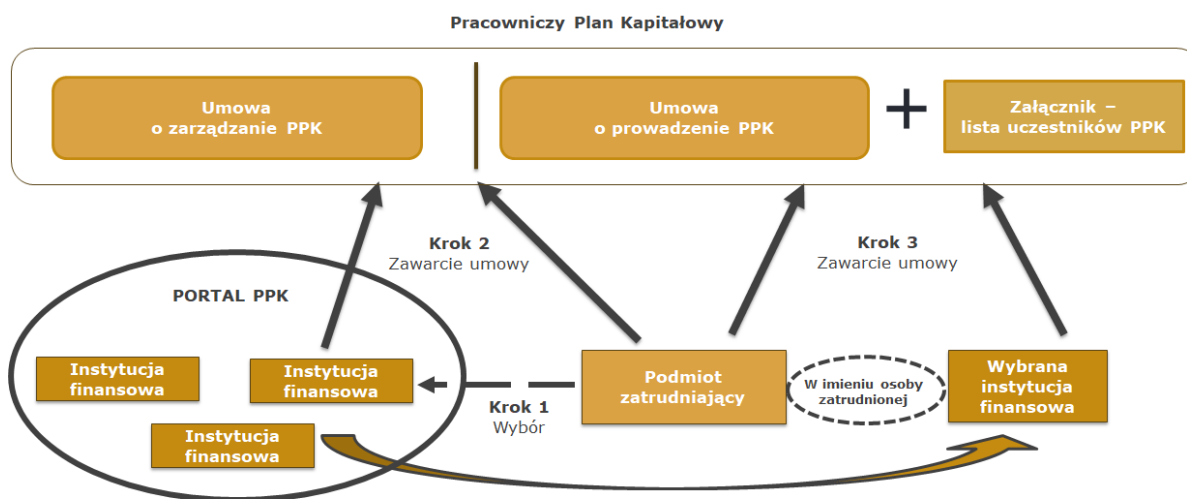 Pracowniczy Plan Kapitałowy
Umowa
o zarządzanie PPK
Umowa
o prowadzenie PPK
+
Załącznik –
lista uczestników PPK
Krok 2
Zawarcie umowy
Krok 3
Zawarcie umowy
PORTAL PPK
Instytucja
finansowa
Instytucja
finansowa
Instytucja
finansowa
Krok 1
Wybór
Podmiot
zatrudniający
W imieniu osoby
zatrudnionej
Wybrana
instytucja
finansowa